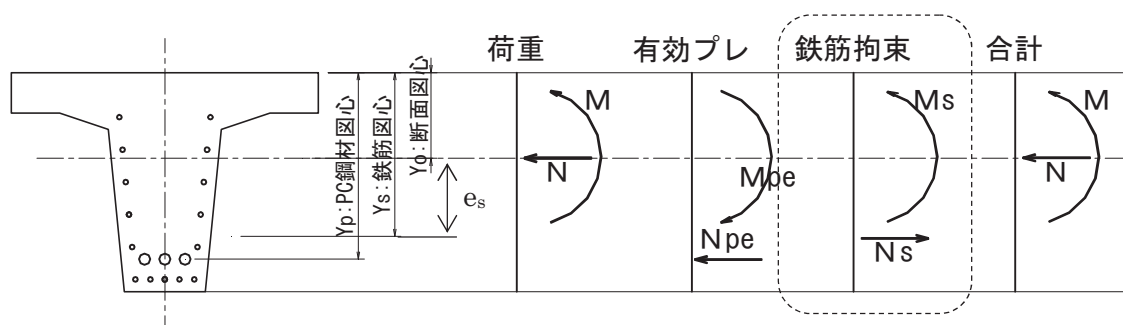 荷重
有効プレ
鉄筋拘束
合計
Yp:PC鋼材図心
Ys:鉄筋図心
Yo:断面図心
es
M
N
Mpe
Npe
Ms
Ns
M
N